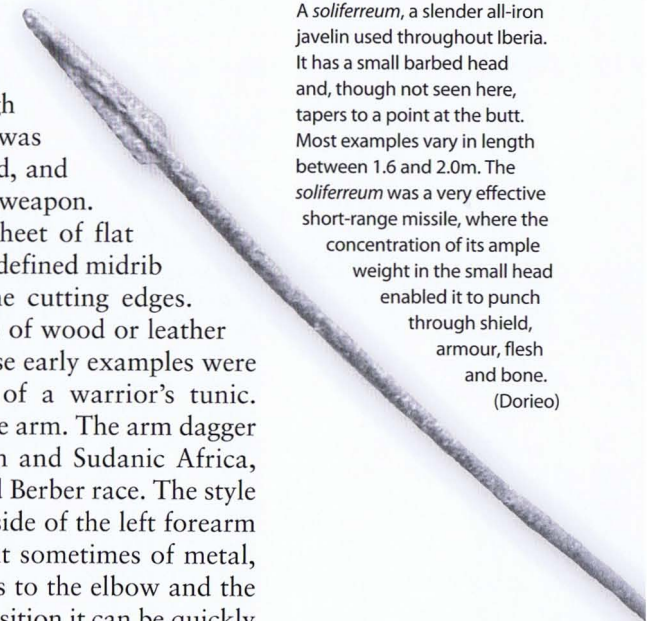 A soliferreum, a slender all-iron
javelin used throughout Iberia.
It has a small barbed head
and, though not seen here,
tapers to a point at the butt.
Most examples vary in length
between 1.6 and 2.0m. The
soliferreum was a very effective
short-range missile, where the
concentration of its ample
weight in the small head
enabled it to punch
through shield,
armour, flesh
and bone.
(Dorieo)
was
and
weapon.
of flat
defined midrib
cutting edges.
of wood or leather
early examples were
of a warrior's tunic.
arm. The arm dagger
and Sudanic Africa,
Berber race. The style
side of the left forearm
sometimes of metal,
to the elbow and the
it can be quickly